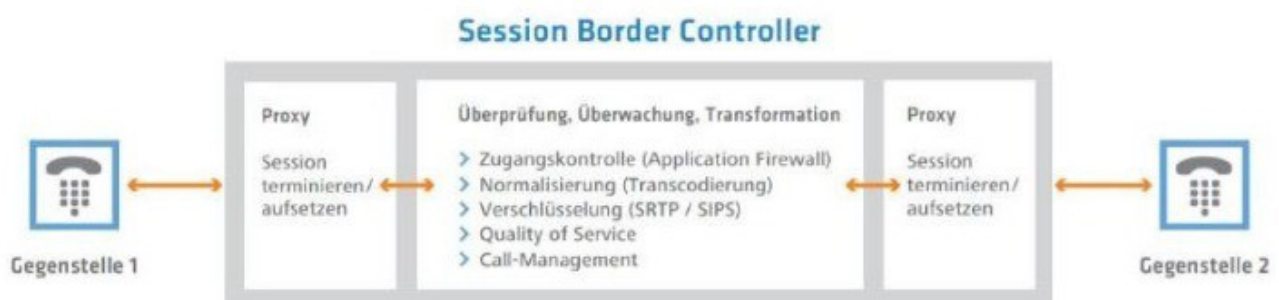 Session Border Controller
Proxy
Session
terminieren/
aufsetzen
Überprüfung, Überwachung, Transformation
> Zugangskontrolle (Application Firewall)
> Normalisierung (Transcodierung)
> Verschlüsselung (SRTP / SIPS)
> Quality of Service
> Call-Management
Proxy
Session
terminieren/
aufsetzen
Gegenstelle 1
Gegenstelle 2